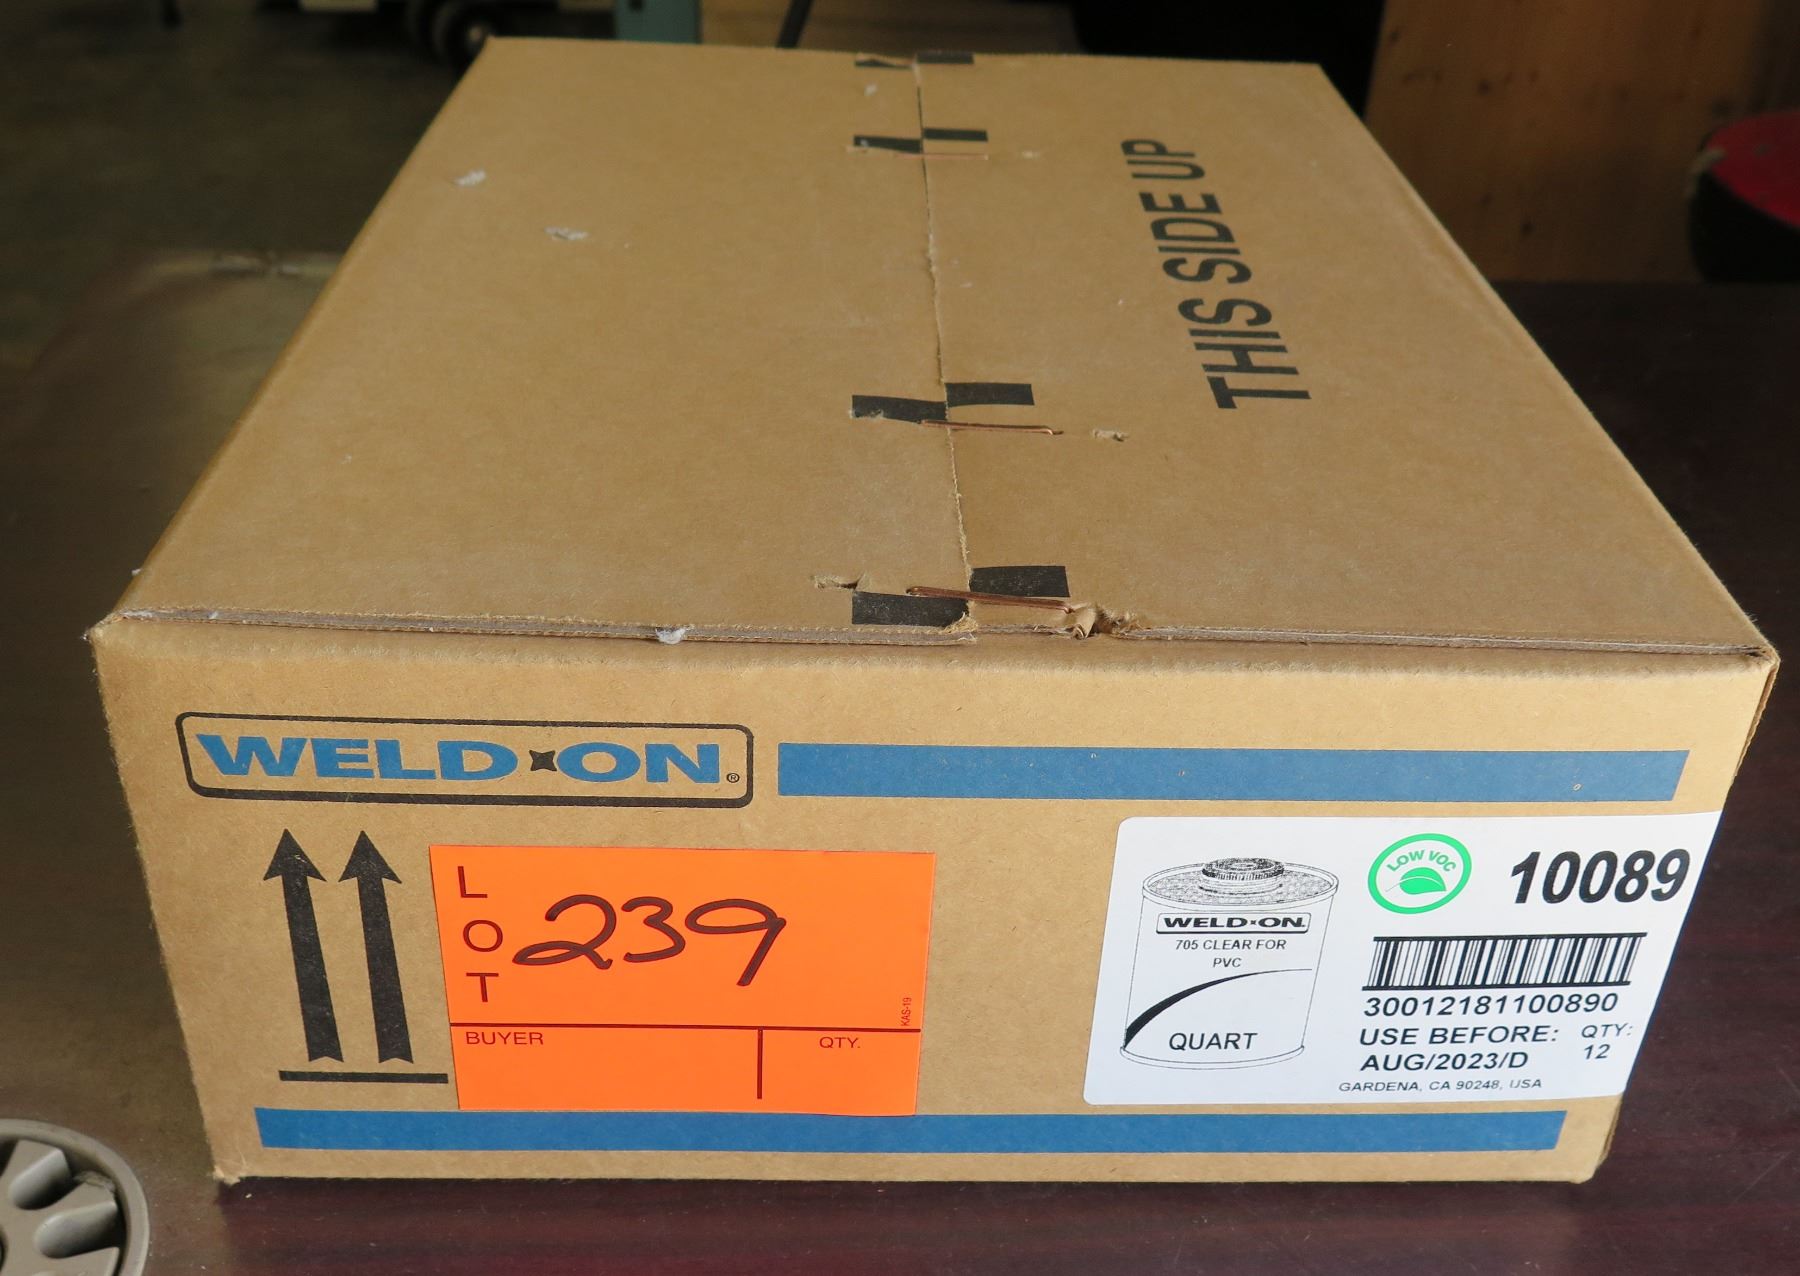 THIS SIDE UP
WELD-ON®
LOT
239
KAS-19
BUYER
QTY.
LOW VOC
10089
WELD-ON
705 CLEAR FOR
PVC
QUART
30012181100890
USE BEFORE:
AUG/2023/D
QTY:
12
GARDENA, CA 90248, USA